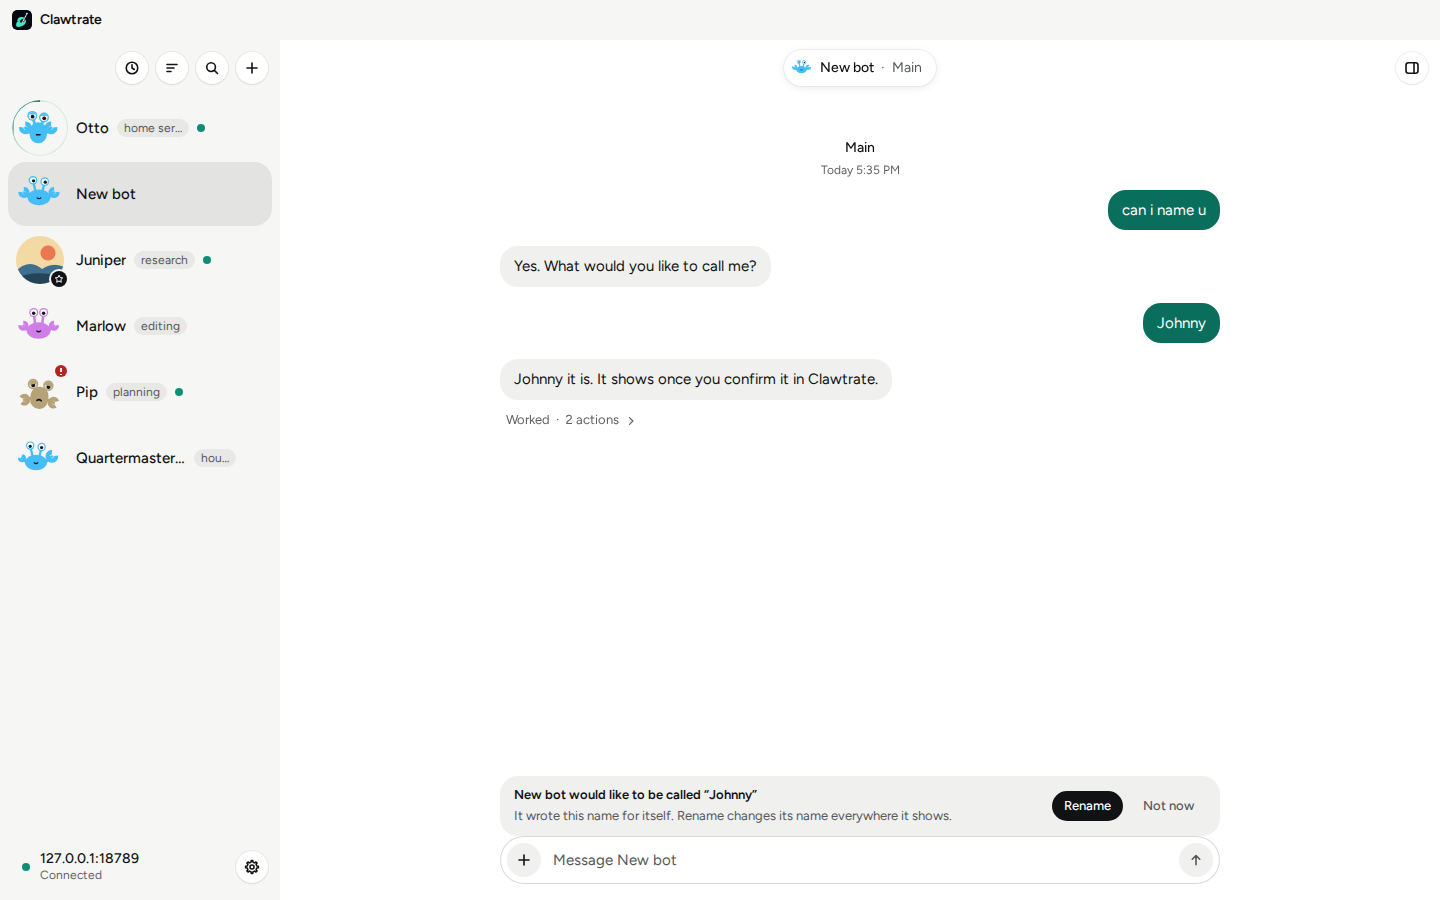 Clawtrate
Otto
home ser...
New bot
Juniper
research
Marlow
editing
Pip
planning
Quartermaster...
hou...
127.0.0.1:18789
Connected
New bot · Main
Main
Today 5:35 PM
can i name u
Yes. What would you like to call me?
Johnny
Johnny it is. It shows once you confirm it in Clawtrate.
Worked · 2 actions
New bot would like to be called “Johnny”
It wrote this name for itself. Rename changes its name everywhere it shows.
Rename
Not now
Message New bot